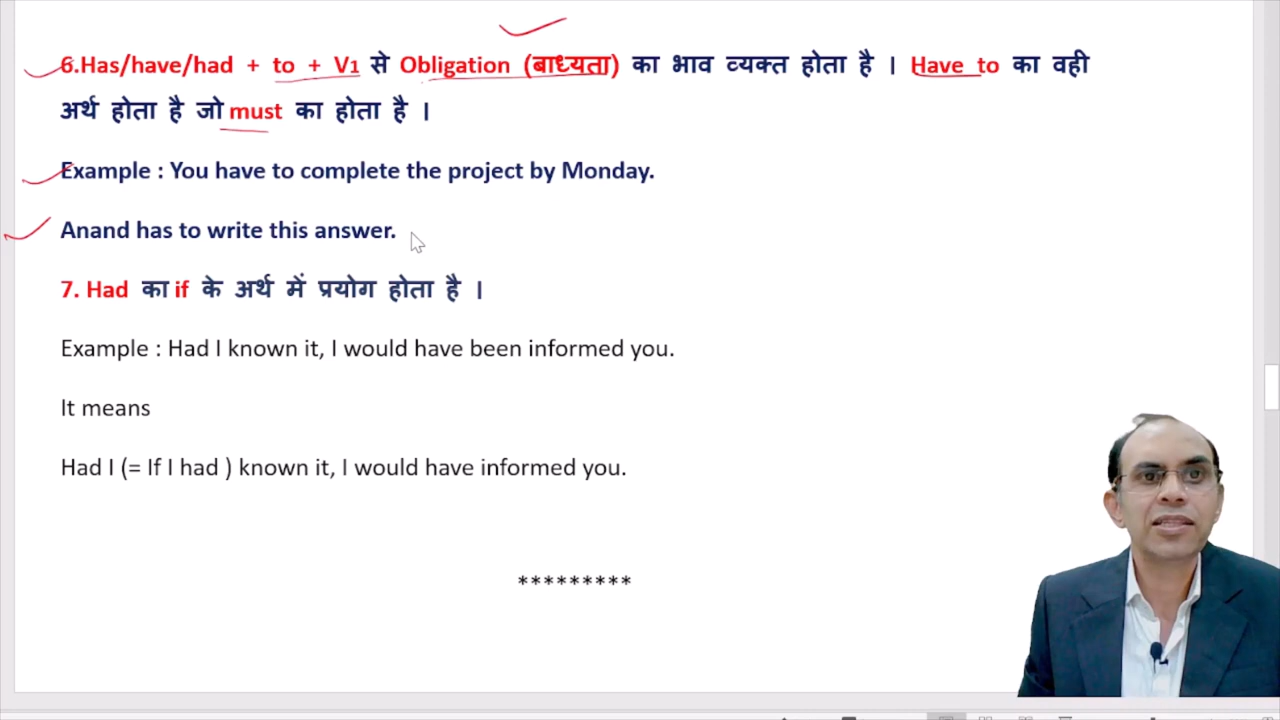 6.Has/have/had + to + V1 से Obligation (बाध्यता) का भाव व्यक्त होता है । Have to का वही
अर्थ होता है जो must का होता है ।
Example : You have to complete the project by Monday.
Anand has to write this answer.
7. Had का if के अर्थ में प्रयोग होता है ।
Example : Had I known it, I would have been informed you.
It means
Had I (= If I had ) known it, I would have informed you.
*********